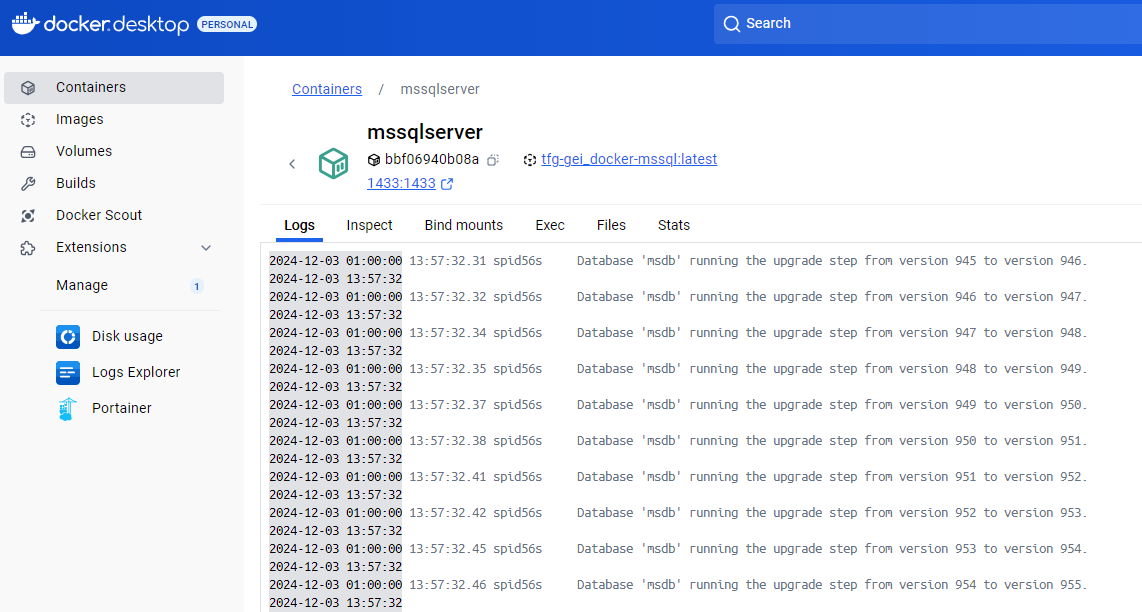 docker.desktop PERSONAL
Search
Containers
Images
Volumes
Builds
Docker Scout
Extensions
Manage 1
Disk usage
Logs Explorer
Portainer
Containers / mssqlserver
mssqlserver
bbf06940b08a tfg-gei_docker-mssql:latest
1433:1433
Logs Inspect Bind mounts Exec Files Stats
2024-12-03 01:00:00 13:57:32.31 spid56s Database 'msdb' running the upgrade step from version 945 to version 946.
2024-12-03 13:57:32
2024-12-03 01:00:00 13:57:32.32 spid56s Database 'msdb' running the upgrade step from version 946 to version 947.
2024-12-03 13:57:32
2024-12-03 01:00:00 13:57:32.34 spid56s Database 'msdb' running the upgrade step from version 947 to version 948.
2024-12-03 13:57:32
2024-12-03 01:00:00 13:57:32.35 spid56s Database 'msdb' running the upgrade step from version 948 to version 949.
2024-12-03 13:57:32
2024-12-03 01:00:00 13:57:32.37 spid56s Database 'msdb' running the upgrade step from version 949 to version 950.
2024-12-03 13:57:32
2024-12-03 01:00:00 13:57:32.38 spid56s Database 'msdb' running the upgrade step from version 950 to version 951.
2024-12-03 13:57:32
2024-12-03 01:00:00 13:57:32.41 spid56s Database 'msdb' running the upgrade step from version 951 to version 952.
2024-12-03 13:57:32
2024-12-03 01:00:00 13:57:32.42 spid56s Database 'msdb' running the upgrade step from version 952 to version 953.
2024-12-03 13:57:32
2024-12-03 01:00:00 13:57:32.45 spid56s Database 'msdb' running the upgrade step from version 953 to version 954.
2024-12-03 13:57:32
2024-12-03 01:00:00 13:57:32.46 spid56s Database 'msdb' running the upgrade step from version 954 to version 955.
2024-12-03 13:57:32